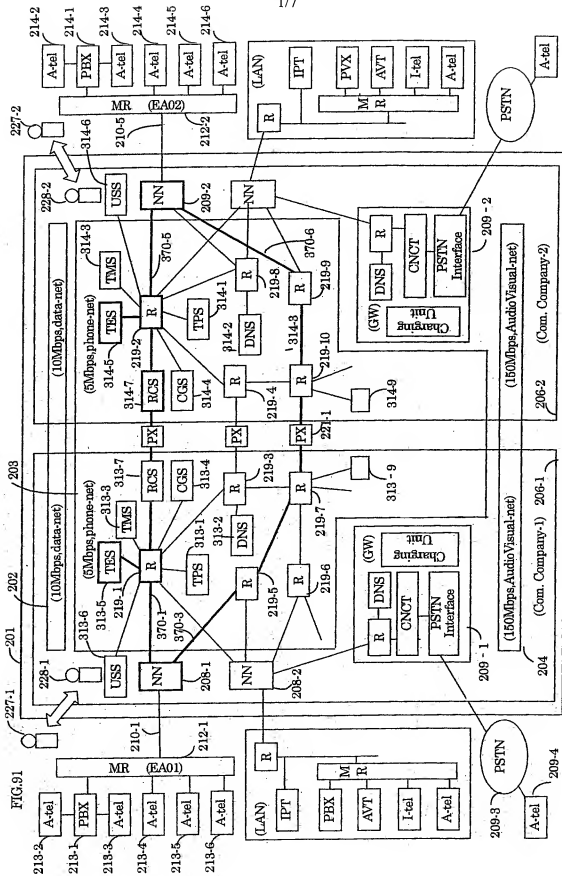 177
FIG.91
227-1
201
202
203
227-2
214-2
214-1
214-3
214-4
214-5
214-6
A-tel
PBX
A-tel
A-tel
A-tel
A-tel
MR (EA02)
210-5
212-2
228-2
314-6
USS
NN
209-2
213-2
213-1
213-3
213-4
213-5
213-6
A-tel
PBX
A-tel
A-tel
A-tel
A-tel
MR (EA01)
210-1
212-1
228-1
313-6
USS
NN
208-1
(10Mbps,data-net)
(10Mbps,data-net)
(5Mbps,phone-net)
(5Mbps,phone-net)
313-5
TES
219-1
R
313-3
TMS
313-7
RCS
313-4
CGS
313-1
TPS
313-2
DNS
219-3
R
370-1
370-3
PX
PX
PX
221-1
314-3
TMS
TES
314-5
219-2
R
314-7
RCS
314-4
CGS
TPS
314-1
314-2
DNS
R
219-8
370-5
370-6
R
219-4
R
219-9
314-3
R
219-10
314-9
R
219-5
R
219-7
R
219-6
313-9
NN
208-2
NN
(LAN)
R
IPT
M R
PBX
AVT
I-tel
A-tel
(LAN)
R
IPT
M R
PVX
AVT
I-tel
A-tel
(GW)
R
DNS
CNCT
PSTN Interface
Charging Unit
209-1
(GW)
R
DNS
CNCT
PSTN Interface
Charging Unit
209-2
PSTN
209-3
A-tel
209-4
PSTN
A-tel
(150Mbps,AudioVisual-net)
(Com. Company-1)
204
206-1
(150Mbps,AudioVisual-net)
(Com. Company-2)
206-2